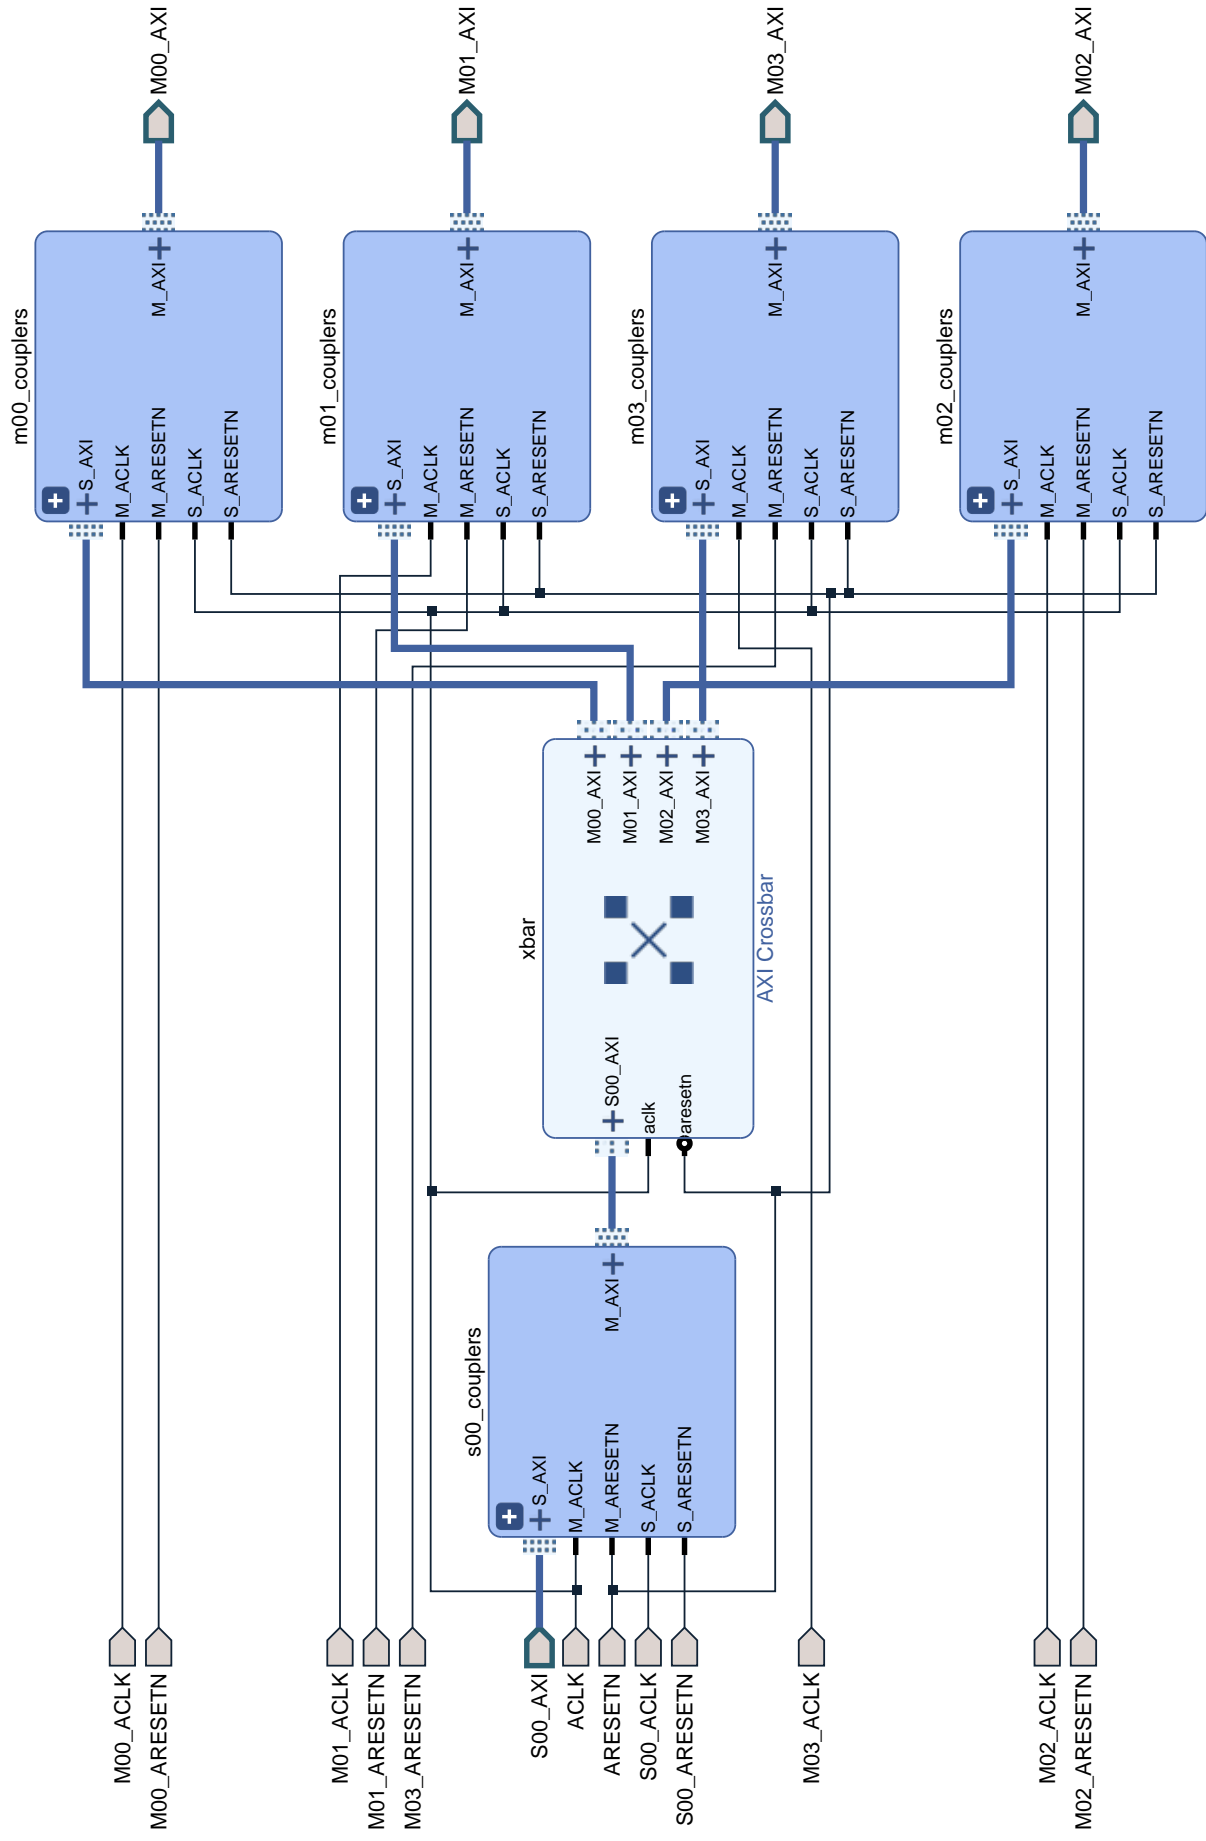 M00_ACLK
M00_ARESETN
M01_ACLK
M01_ARESETN
M03_ARESETN
S00_AXI
ACLK
ARESETN
S00_ACLK
S00_ARESETN
M03_ACLK
M02_ACLK
M02_ARESETN
s00_couplers
S_AXI
M_ACLK
M_ARESETN
S_ACLK
S_ARESETN
M_AXI
xbar
S00_AXI
aclk
aresetn
M00_AXI
M01_AXI
M02_AXI
M03_AXI
AXI Crossbar
m00_couplers
S_AXI
M_ACLK
M_ARESETN
S_ACLK
S_ARESETN
M_AXI
m01_couplers
S_AXI
M_ACLK
M_ARESETN
S_ACLK
S_ARESETN
M_AXI
m03_couplers
S_AXI
M_ACLK
M_ARESETN
S_ACLK
S_ARESETN
M_AXI
m02_couplers
S_AXI
M_ACLK
M_ARESETN
S_ACLK
S_ARESETN
M_AXI
M00_AXI
M01_AXI
M03_AXI
M02_AXI